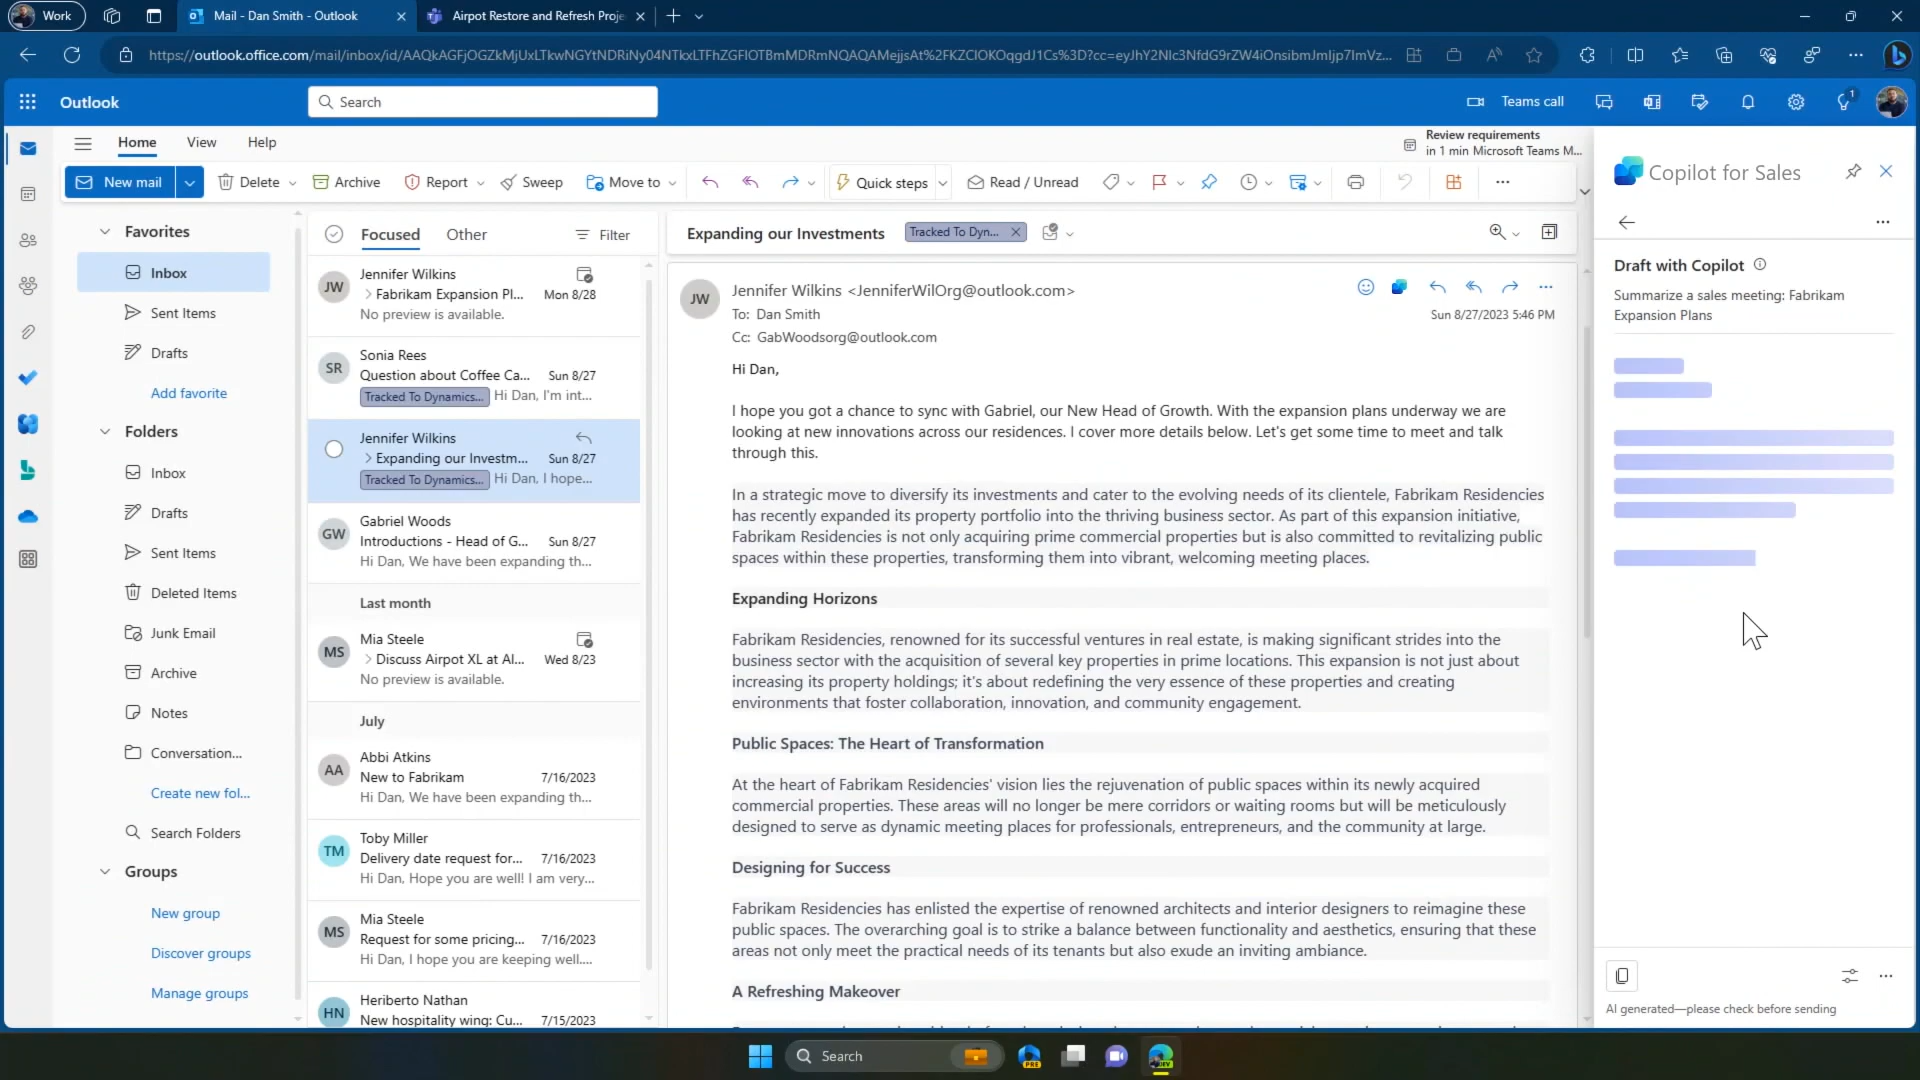 Work
Mail - Dan Smith - Outlook
Airpot Restore and Refresh Proje
https://outlook.office.com/mail/inbox/id/
Outlook
Search
Teams call
1
Home
View
Help
Review requirements
in 1 min Microsoft Teams M...
New mail
Delete
Archive
Report
Sweep
Move to
Quick steps
Read / Unread
Favorites
Inbox
Sent Items
Drafts
Add favorite
Folders
Inbox
Drafts
Sent Items
Deleted Items
Junk Email
Archive
Notes
Conversation...
Create new fol...
Search Folders
Groups
New group
Discover groups
Manage groups
Focused
Other
Filter
JW
Jennifer Wilkins
Fabrikam Expansion Pl...
Mon 8/28
No preview is available.
SR
Sonia Rees
Question about Coffee Ca...
Sun 8/27
Tracked To Dynamics...
Hi Dan, I'm int...
Jennifer Wilkins
Expanding our Investm...
Sun 8/27
Tracked To Dynamics...
Hi Dan, I hope...
GW
Gabriel Woods
Introductions - Head of G...
Sun 8/27
Hi Dan, We have been expanding th...
Last month
MS
Mia Steele
Discuss Airpot XL at Al...
Wed 8/23
No preview is available.
July
AA
Abbi Atkins
New to Fabrikam
7/16/2023
Hi Dan, We have been expanding th...
TM
Toby Miller
Delivery date request for...
7/16/2023
Hi Dan, Hope you are well! I am very...
MS
Mia Steele
Request for some pricing...
7/16/2023
Hi Dan, I hope you are keeping well....
HN
Heriberto Nathan
New hospitality wing: Cu...
7/15/2023
Expanding our Investments
Tracked To Dyn...
JW
Jennifer Wilkins <JenniferWilOrg@outlook.com>
To: Dan Smith
Cc: GabWoodsorg@outlook.com
Sun 8/27/2023 5:46 PM
Hi Dan,
I hope you got a chance to sync with Gabriel, our New Head of Growth. With the expansion plans underway we are
looking at new innovations across our residences. I cover more details below. Let's get some time to meet and talk
through this.
In a strategic move to diversify its investments and cater to the evolving needs of its clientele, Fabrikam Residencies
has recently expanded its property portfolio into the thriving business sector. As part of this expansion initiative,
Fabrikam Residencies is not only acquiring prime commercial properties but is also committed to revitalizing public
spaces within these properties, transforming them into vibrant, welcoming meeting places.
Expanding Horizons
Fabrikam Residencies, renowned for its successful ventures in real estate, is making significant strides into the
business sector with the acquisition of several key properties in prime locations. This expansion is not just about
increasing its property holdings; it's about redefining the very essence of these properties and creating
environments that foster collaboration, innovation, and community engagement.
Public Spaces: The Heart of Transformation
At the heart of Fabrikam Residencies' vision lies the rejuvenation of public spaces within its newly acquired
commercial properties. These areas will no longer be mere corridors or waiting rooms but will be meticulously
designed to serve as dynamic meeting places for professionals, entrepreneurs, and the community at large.
Designing for Success
Fabrikam Residencies has enlisted the expertise of renowned architects and interior designers to reimagine these
public spaces. The overarching goal is to strike a balance between functionality and aesthetics, ensuring that these
areas not only meet the practical needs of its tenants but also exude an inviting ambiance.
A Refreshing Makeover
Copilot for Sales
Draft with Copilot
Summarize a sales meeting: Fabrikam
Expansion Plans
AI generated—please check before sending
Search